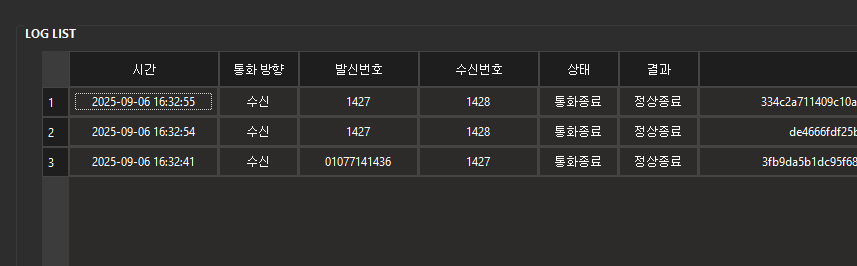 LOG LIST
시간 통화 방향 발신번호 수신번호 상태 결과
1 2025-09-06 16:32:55 수신 1427 1428 통화종료 정상종료 334c2a711409c10a
2 2025-09-06 16:32:54 수신 1427 1428 통화종료 정상종료 de4666fdf25b
3 2025-09-06 16:32:41 수신 01077141436 1427 통화종료 정상종료 3fb9da5b1dc95f68